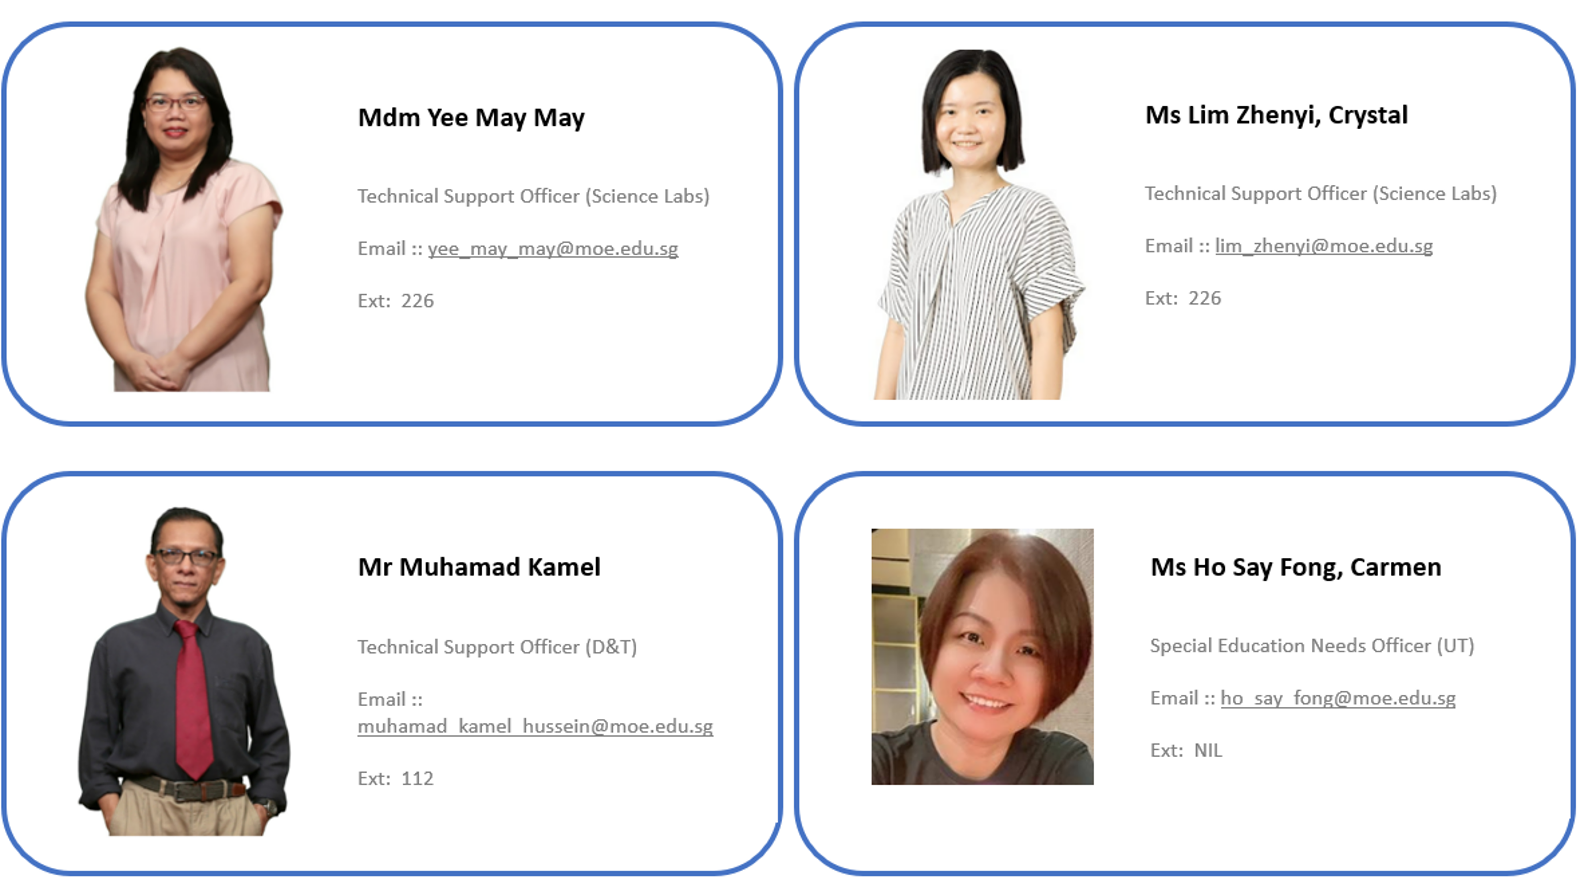 Mdm Yee May May
Technical Support Officer (Science Labs)
Email :: yee_may_may@moe.edu.sg
Ext:  226
Ms Lim Zhenyi, Crystal
Technical Support Officer (Science Labs)
Email :: lim_zhenyi@moe.edu.sg
Ext:  226
Mr Muhamad Kamel
Technical Support Officer (D&T)
Email ::
muhamad_kamel_hussein@moe.edu.sg
Ext:  112
Ms Ho Say Fong, Carmen
Special Education Needs Officer (UT)
Email :: ho_say_fong@moe.edu.sg
Ext:  NIL